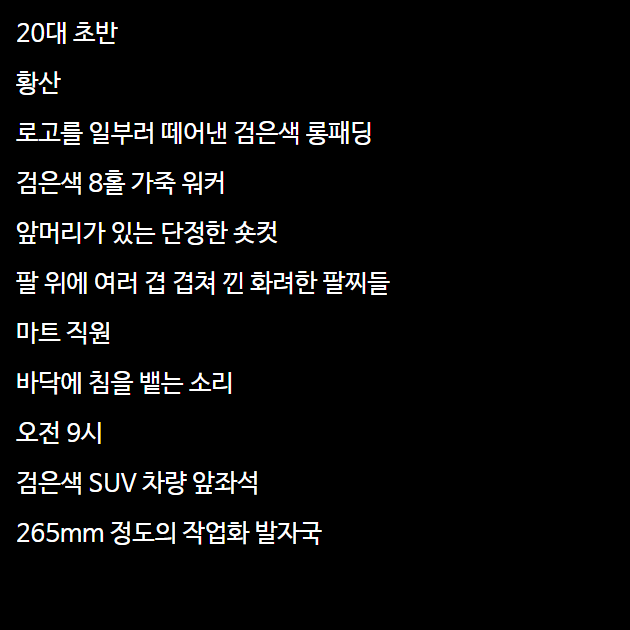 20대 초반
황산
로고를 일부러 떼어낸 검은색 롱패딩
검은색 8홀 가죽 워커
앞머리가 있는 단정한 숏컷
팔 위에 여러 겹 겹쳐 낀 화려한 팔찌들
마트 직원
바닥에 침을 뱉는 소리
오전 9시
검은색 SUV 차량 앞좌석
265mm 정도의 작업화 발자국